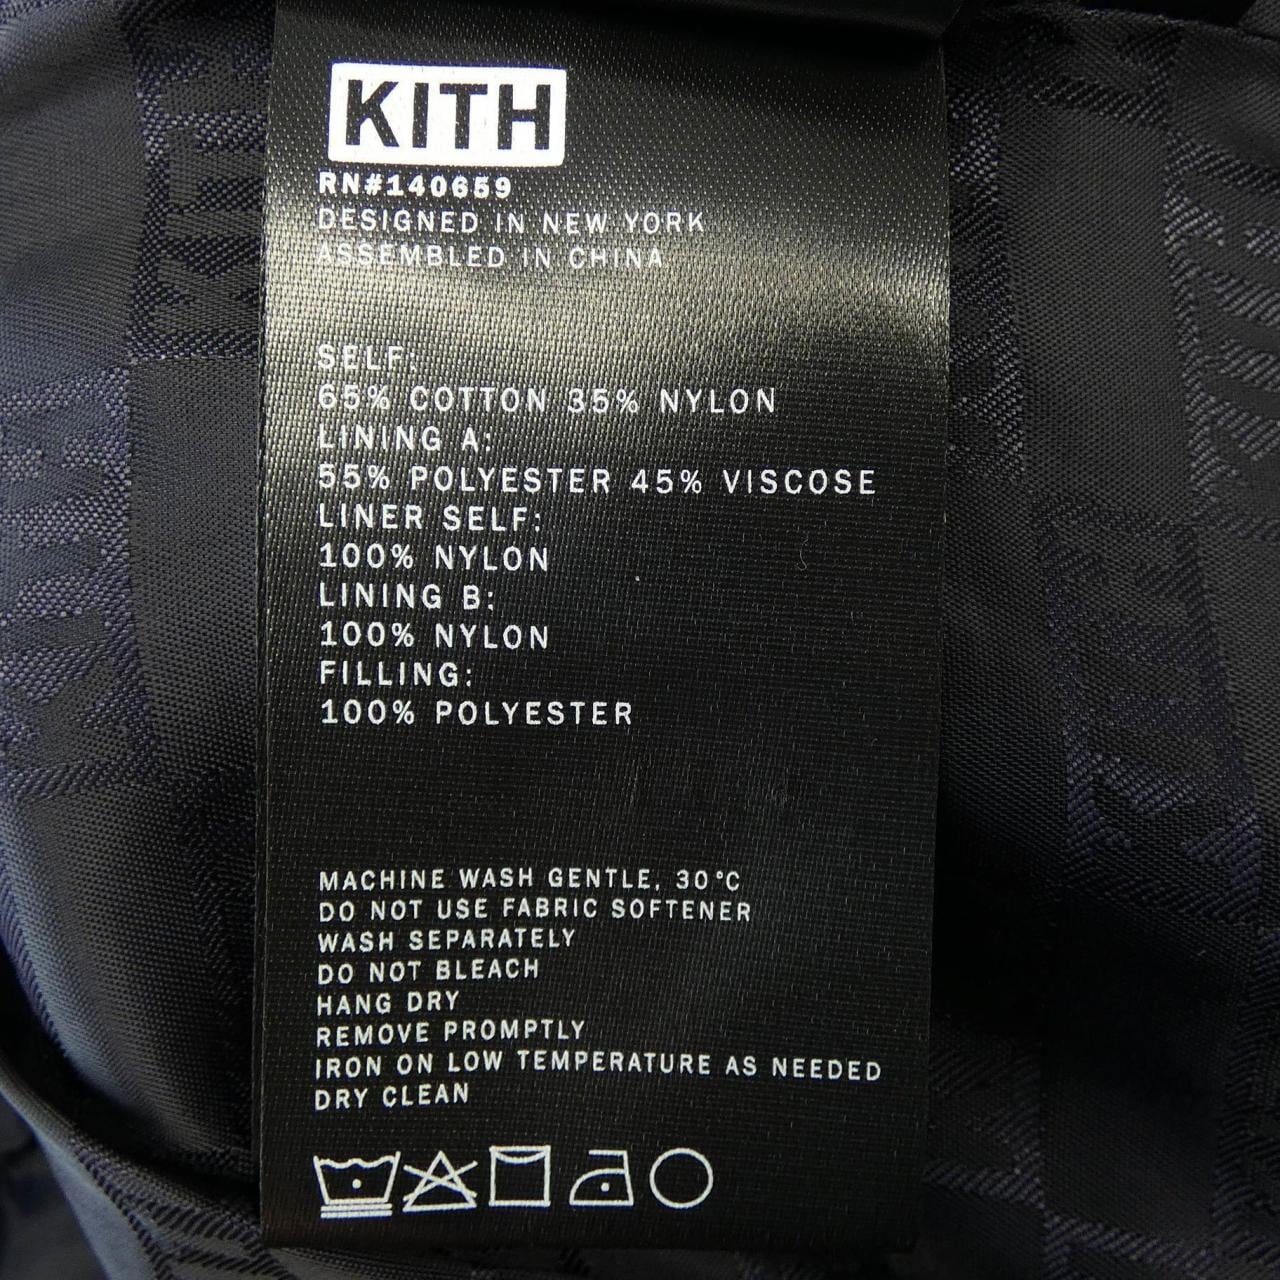 KITH
RN#140659
DESIGNED IN NEW YORK
ASSEMBLED IN CHINA
SELF:
65% COTTON 35% NYLON
LINING A:
55% POLYESTER 45% VISCOSE
LINER SELF:
100% NYLON
LINING B:
100% NYLON
FILLING:
100% POLYESTER
MACHINE WASH GENTLE, 30°C
DO NOT USE FABRIC SOFTENER
WASH SEPARATELY
DO NOT BLEACH
HANG DRY
REMOVE PROMPTLY
IRON ON LOW TEMPERATURE AS NEEDED
DRY CLEAN